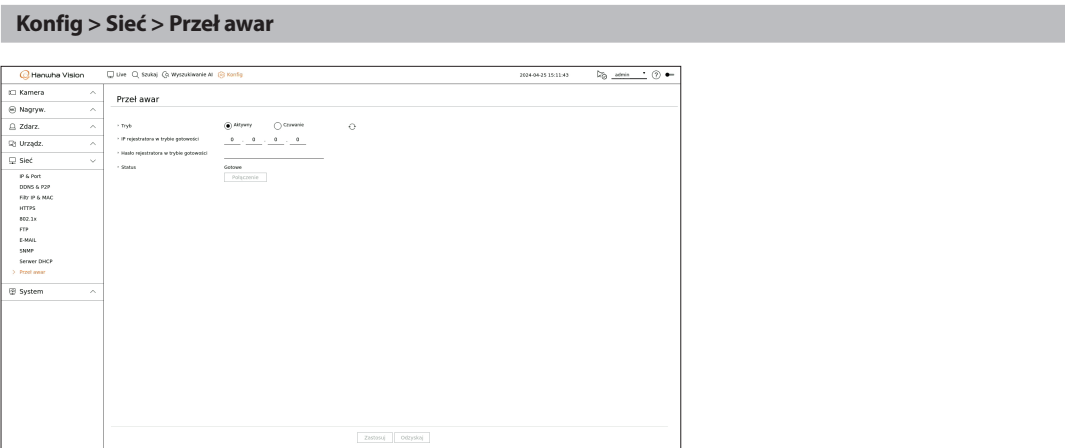 Konfig > Sieć > Przeł awar
Hanwha Vision Live Szukaj Wyszukiwanie AI Konfig 2024-04-25 15:11:43 admin
Kamera
Nagryw.
Zdarz.
Urządz.
Sieć
IP & Port
DDNS & P2P
Filtr IP & MAC
HTTPS
802.1x
FTP
E-MAIL
SNMP
Serwer DHCP
Przeł awar
System
Przeł awar
Tryb Aktywny Czuwanie
IP rejestratora w trybie gotowości 0 . 0 . 0 . 0
Hasło rejestratora w trybie gotowości
Status Gotowe
Połączenie
Zastosuj Odzyskaj